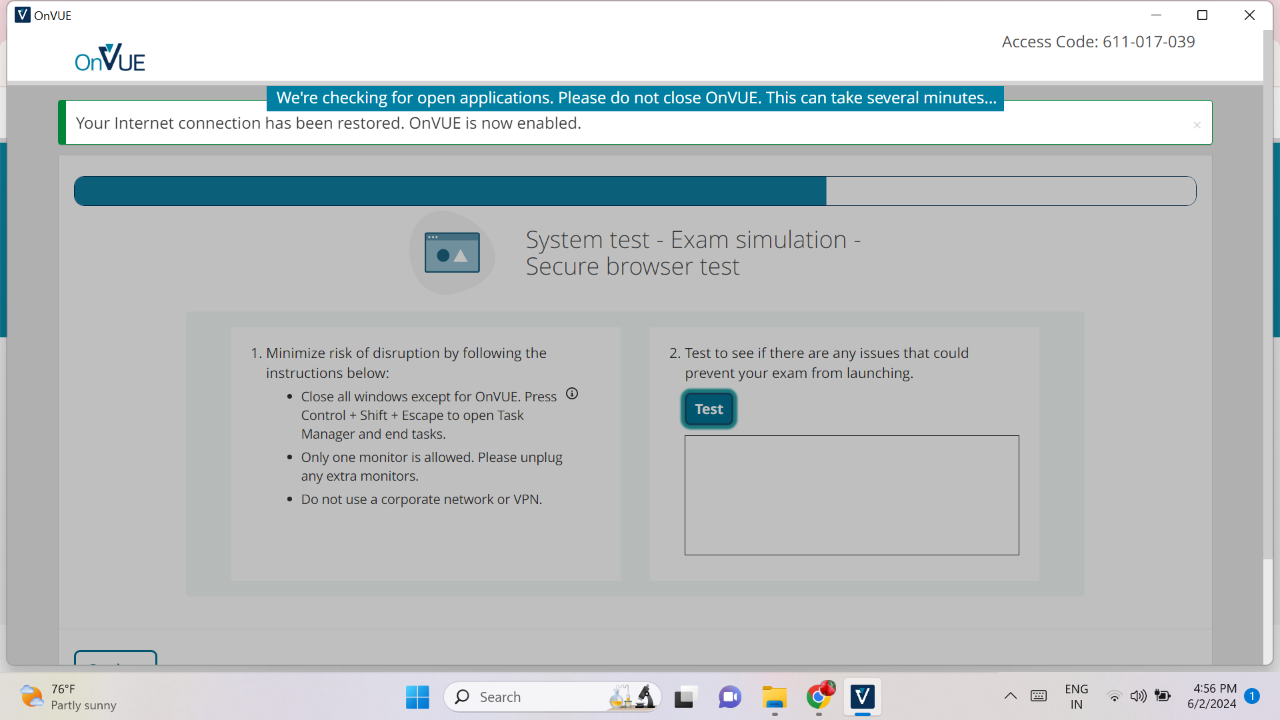 OnVUE
OnVUE
Access Code: 611-017-039
We're checking for open applications. Please do not close OnVUE. This can take several minutes...
Your Internet connection has been restored. OnVUE is now enabled.
System test - Exam simulation -
Secure browser test
1. Minimize risk of disruption by following the
instructions below:
• Close all windows except for OnVUE. Press
Control + Shift + Escape to open Task
Manager and end tasks.
• Only one monitor is allowed. Please unplug
any extra monitors.
• Do not use a corporate network or VPN.
2. Test to see if there are any issues that could
prevent your exam from launching.
Test
76°F
Partly sunny
Search
ENG
IN
4:56 PM
6/2/2024
1